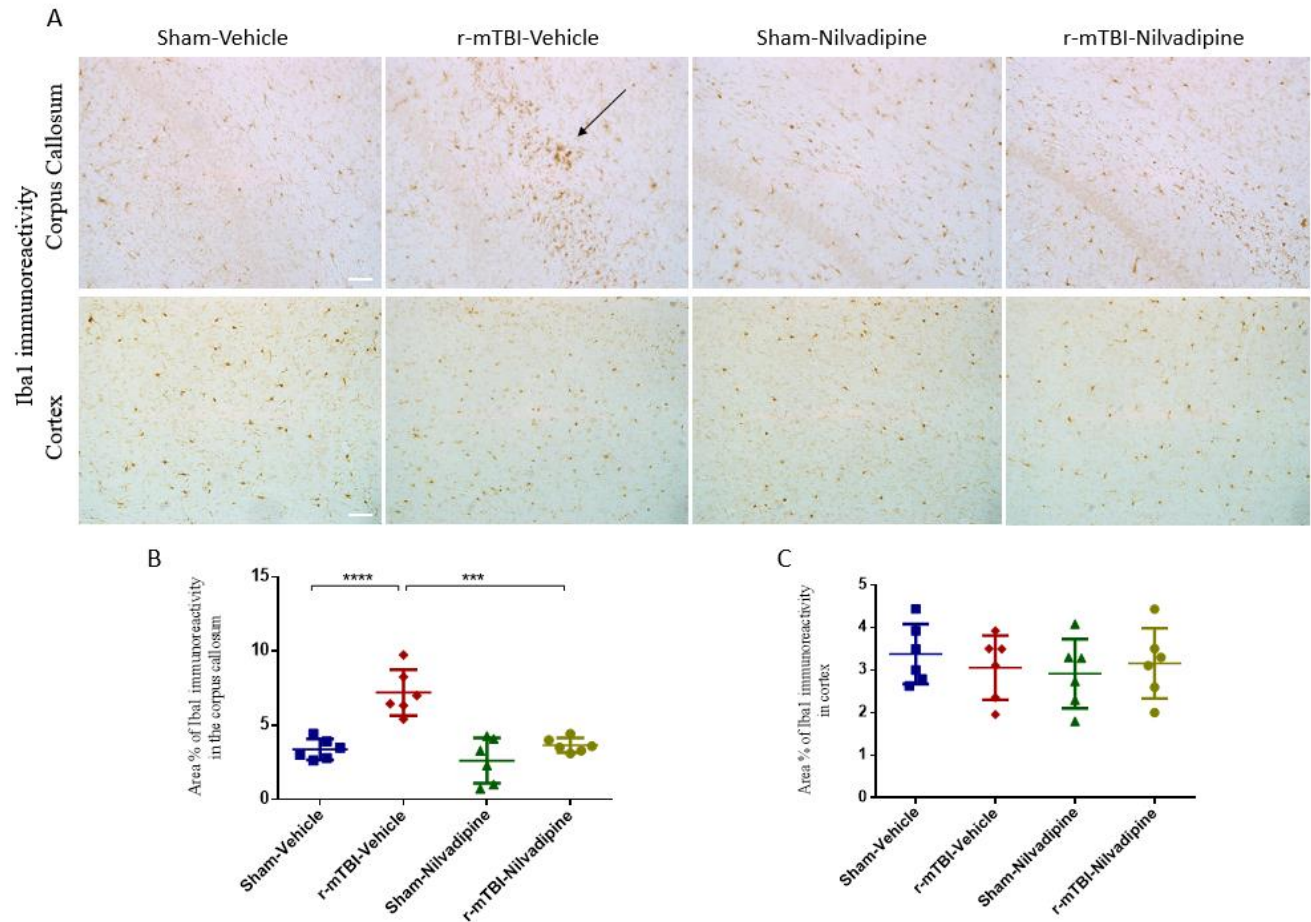 A
Sham-Vehicle r-mTBI-Vehicle Sham-Nilvadipine r-mTBI-Nilvadipine
Iba1 immunoreactivity
Corpus Callosum
Cortex
B
Area % of Iba1 immunoreactivity
in the corpus callosum
15
10
5
0
**** ***
Sham-Vehicle
r-mTBI-Vehicle
Sham-Nilvadipine
r-mTBI-Nilvadipine
C
Area % of Iba1 immunoreactivity
in cortex
5
4
3
2
1
0
Sham-Vehicle
r-mTBI-Vehicle
Sham-Nilvadipine
r-mTBI-Nilvadipine